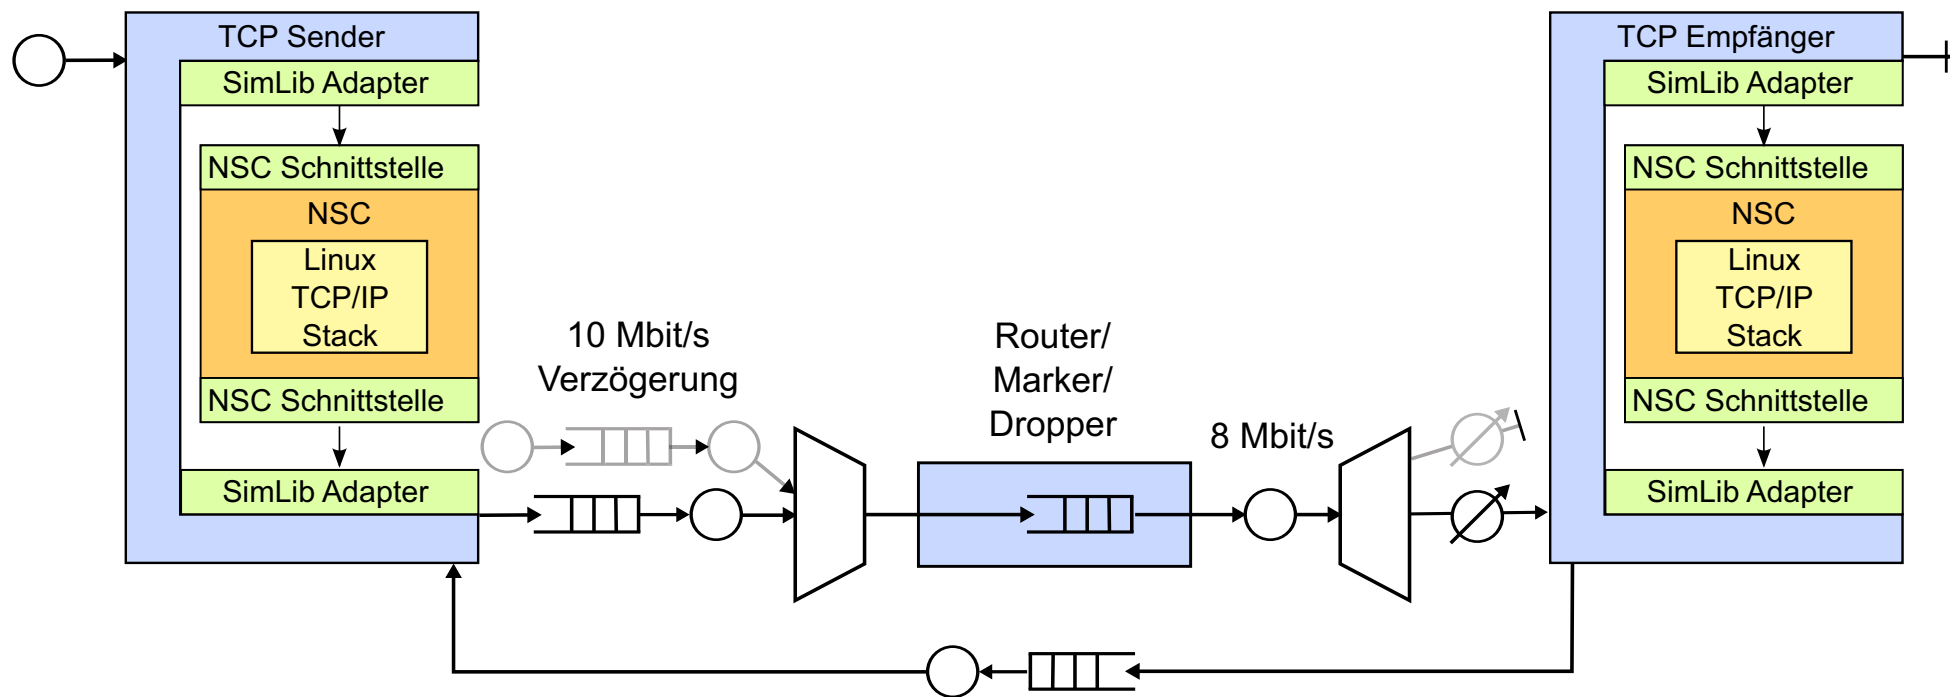 TCP Sender
SimLib Adapter
NSC Schnittstelle
NSC
Linux
TCP/IP
Stack
NSC Schnittstelle
SimLib Adapter
10 Mbit/s
Verzögerung
Router/
Marker/
Dropper
8 Mbit/s
TCP Empfänger
SimLib Adapter
NSC Schnittstelle
NSC
Linux
TCP/IP
Stack
NSC Schnittstelle
SimLib Adapter